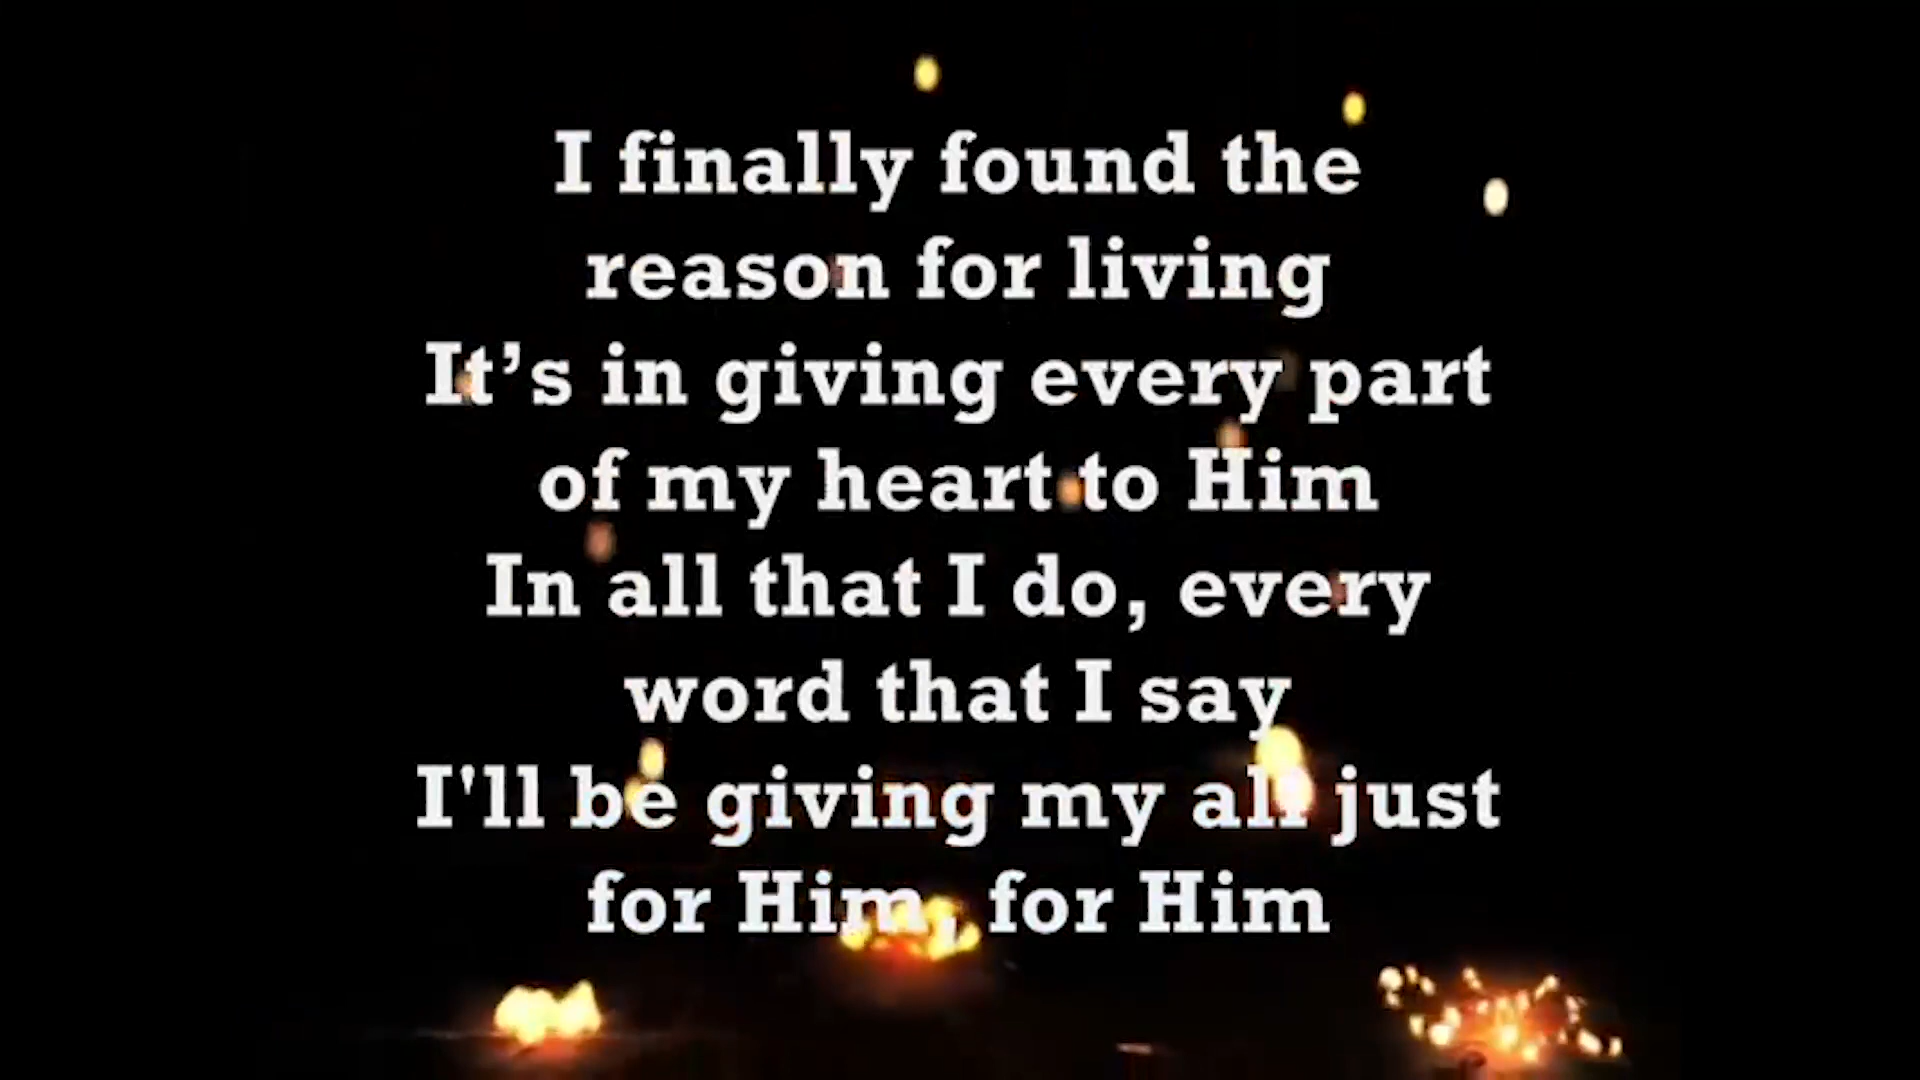 I finally found the
reason for living
It’s in giving every part
of my heart to Him
In all that I do, every
word that I say
I'll be giving my all just
for Him, for Him